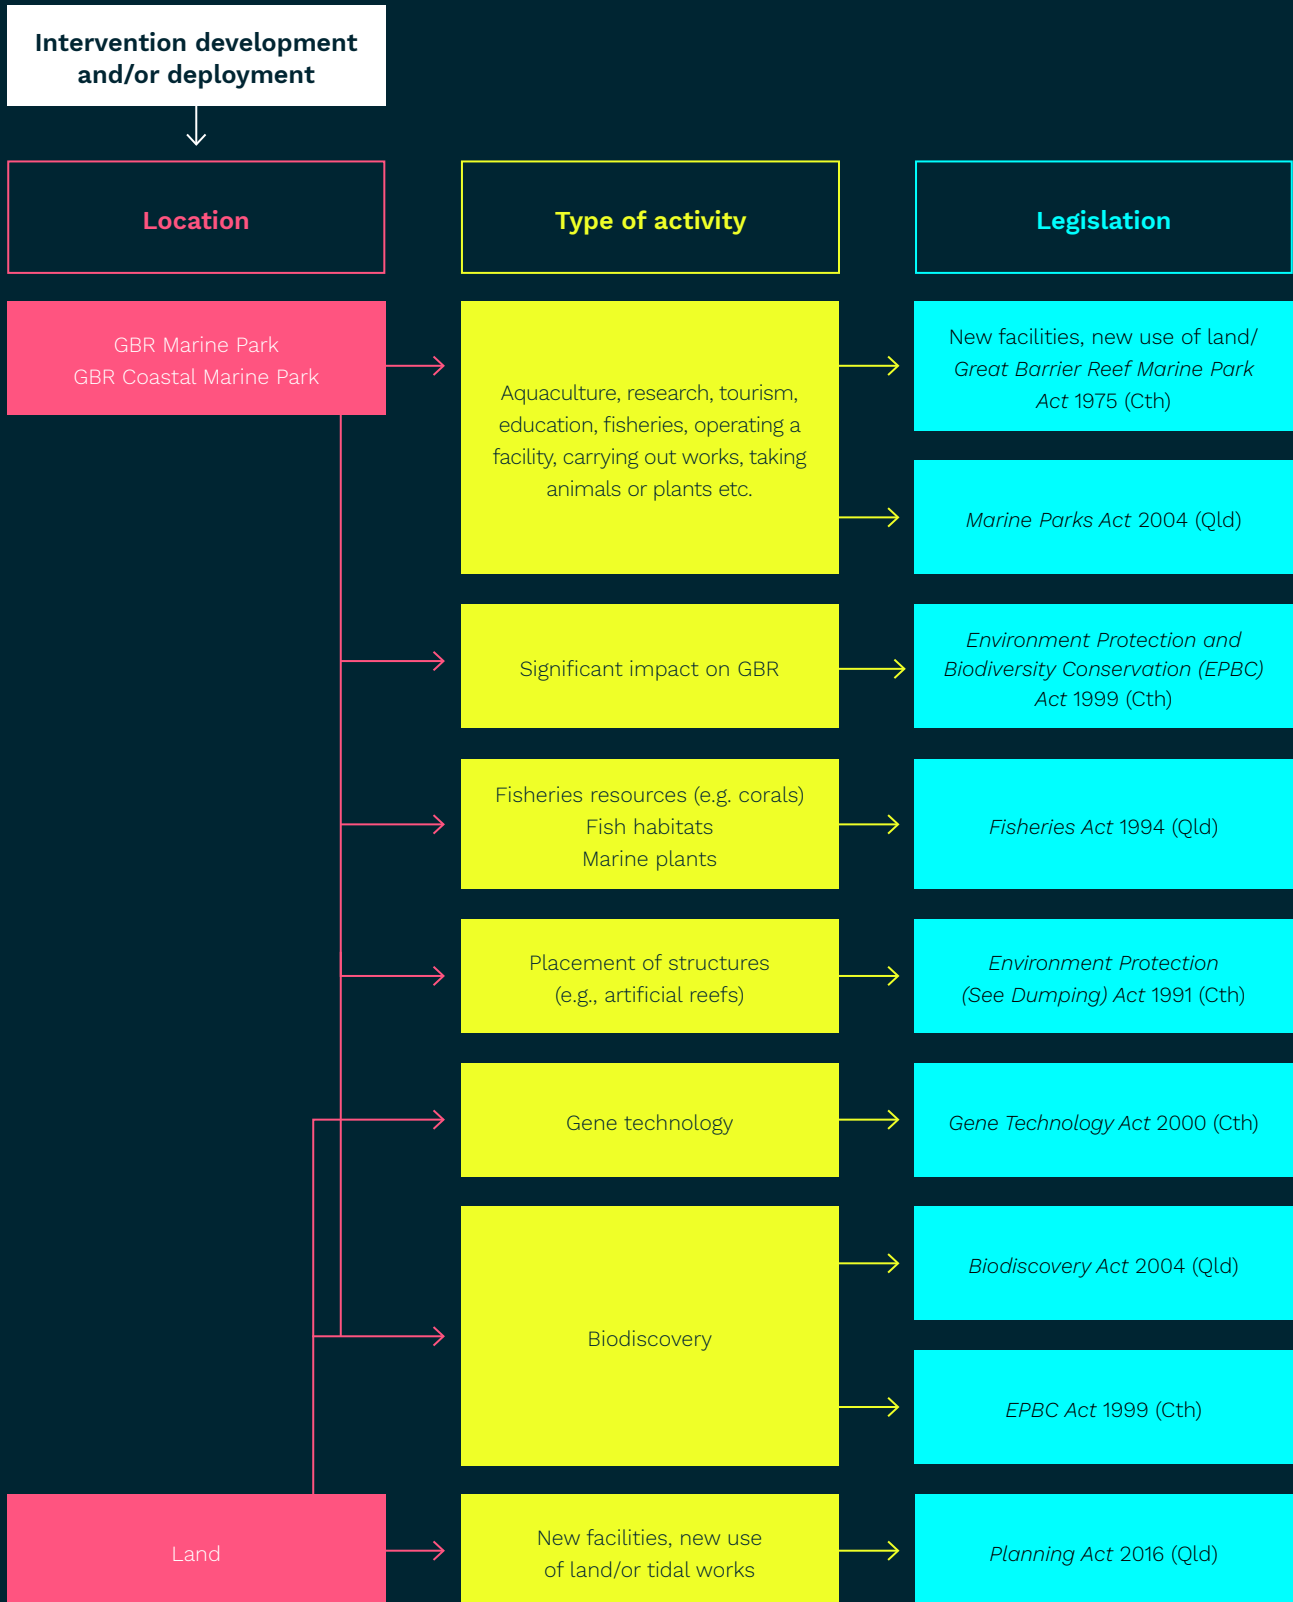 Intervention development
and/or deployment
Location
Type of activity
Legislation
GBR Marine Park
GBR Coastal Marine Park
Aquaculture, research, tourism,
education, fisheries, operating a
facility, carrying out works, taking
animals or plants etc.
New facilities, new use of land/
Great Barrier Reef Marine Park
Act 1975 (Cth)
Marine Parks Act 2004 (Qld)
Significant impact on GBR
Environment Protection and
Biodiversity Conservation (EPBC)
Act 1999 (Cth)
Fisheries resources (e.g. corals)
Fish habitats
Marine plants
Fisheries Act 1994 (Qld)
Placement of structures
(e.g., artificial reefs)
Environment Protection
(See Dumping) Act 1991 (Cth)
Gene technology
Gene Technology Act 2000 (Cth)
Biodiscovery
Biodiscovery Act 2004 (Qld)
EPBC Act 1999 (Cth)
Land
New facilities, new use
of land/or tidal works
Planning Act 2016 (Qld)